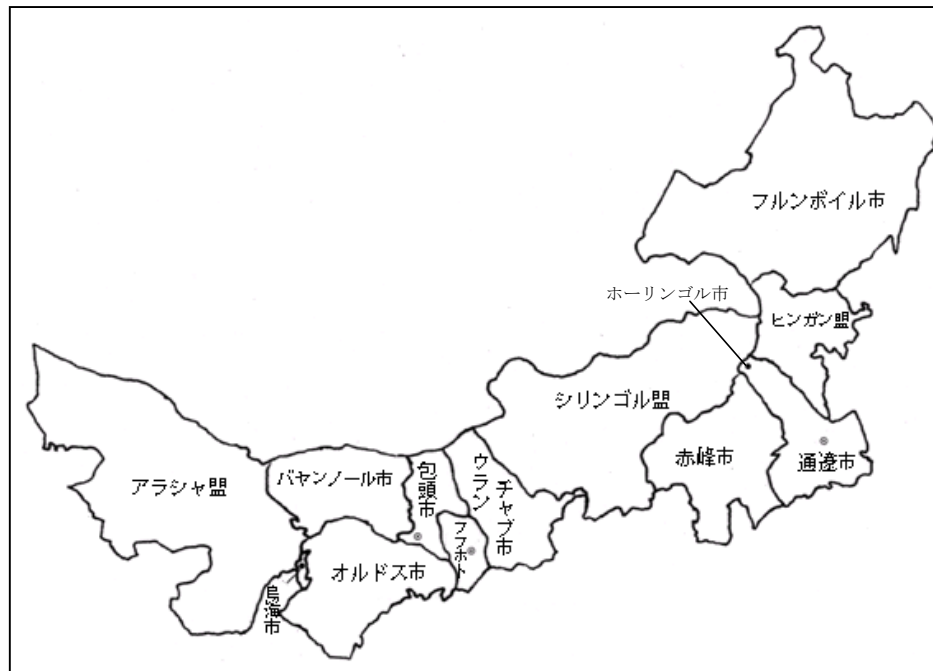 フルンボイル市
ホーリンゴル市
ヒンガン盟
シリンゴル盟
赤峰市
通遼市
アラシャ盟
バヤンノール市
包頭市
ウラン
チャブ市
フフホト
オルドス市
烏海市